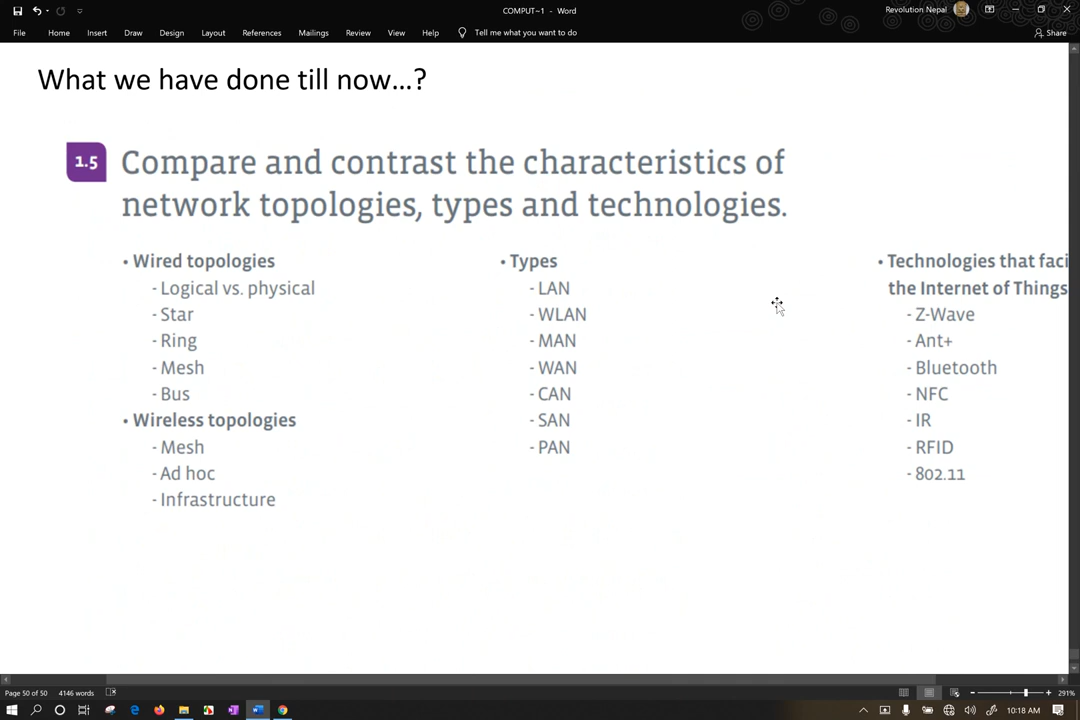 COMPUT~1 - Word
Revolution Nepal
File Home Insert Draw Design Layout References Mailings Review View Help Tell me what you want to do Share
What we have done till now...?
1.5 Compare and contrast the characteristics of
network topologies, types and technologies.
• Wired topologies
- Logical vs. physical
- Star
- Ring
- Mesh
- Bus
• Wireless topologies
- Mesh
- Ad hoc
- Infrastructure
• Types
- LAN
- WLAN
- MAN
- WAN
- CAN
- SAN
- PAN
• Technologies that faci
the Internet of Things
- Z-Wave
- Ant+
- Bluetooth
- NFC
- IR
- RFID
- 802.11
Page 50 of 50 4146 words 291%
10:18 AM